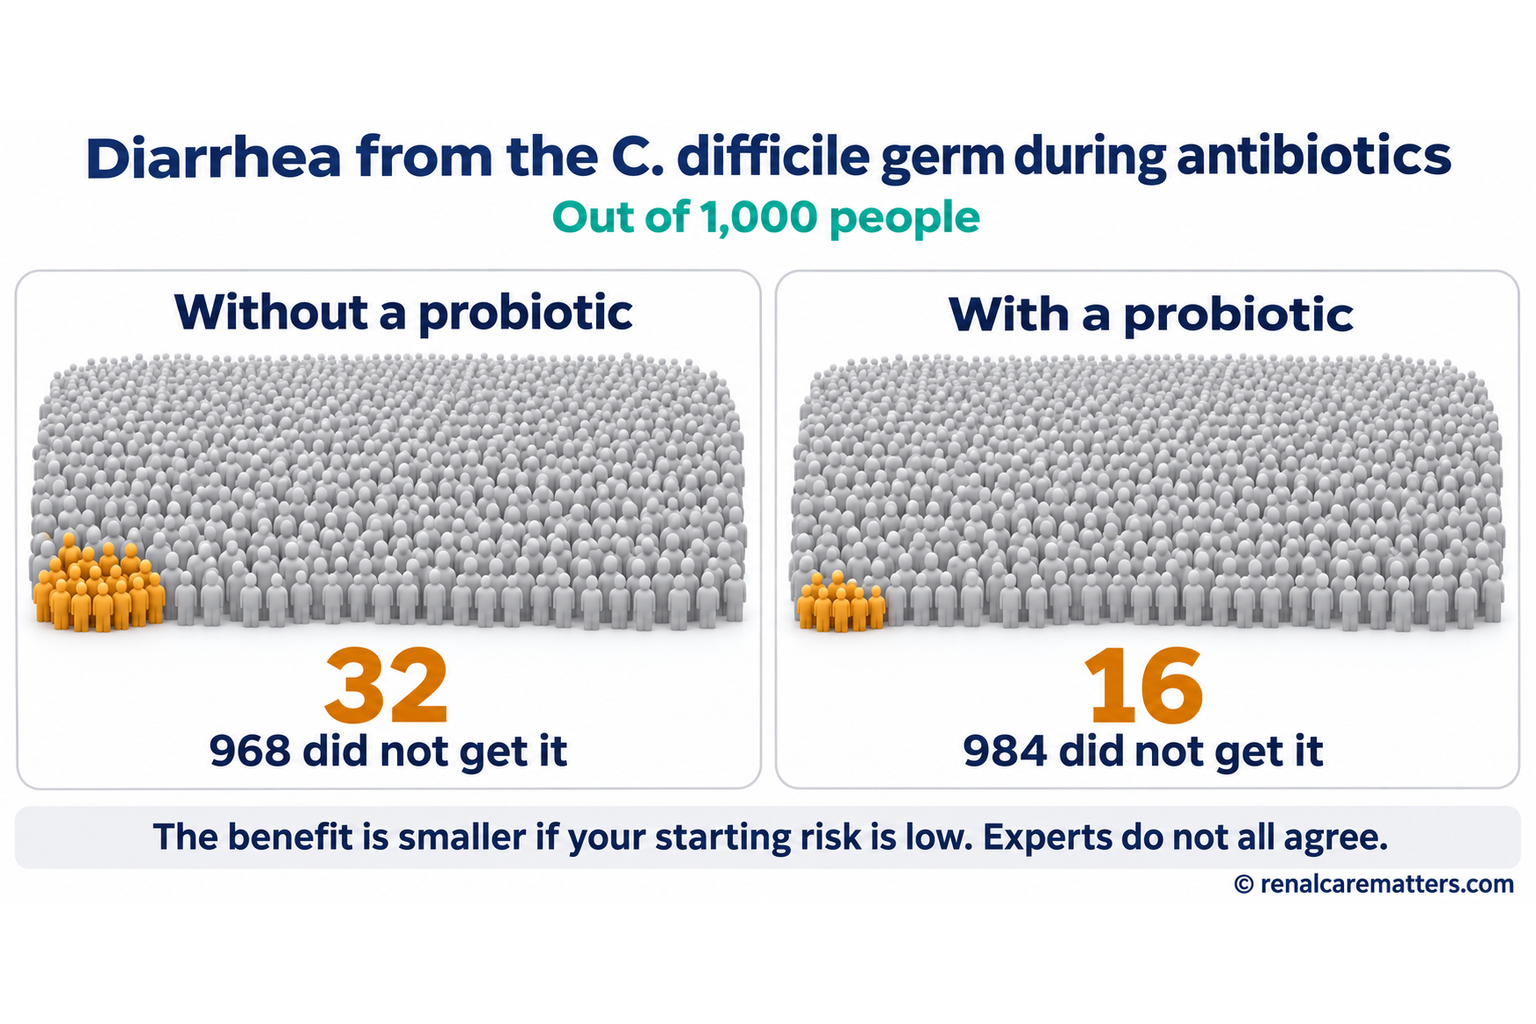 Diarrhea from the C. difficile germ during antibiotics
Out of 1,000 people
Without a probiotic
32
968 did not get it
With a probiotic
16
984 did not get it
The benefit is smaller if your starting risk is low. Experts do not all agree.
© renalcarematters.com